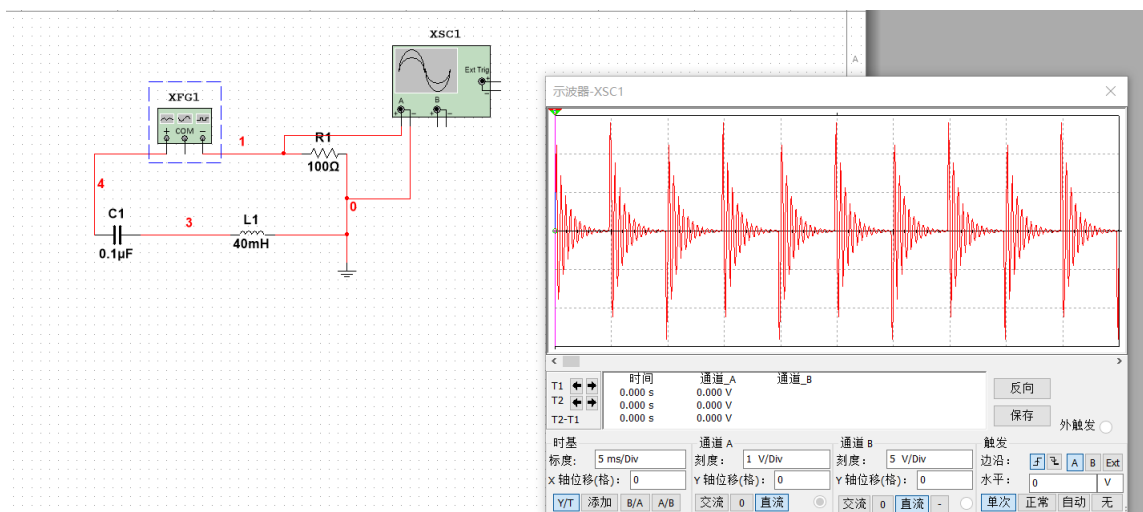 XSC1
Ext Trig
A
B
XFG1
COM
1
R1
100Ω
4
0
C1
3
L1
0.1µF
40mH
A
示波器-XSC1
时间 通道_A 通道_B
T1 0.000 s 0.000 V
T2 0.000 s 0.000 V
T2-T1 0.000 s 0.000 V
反向
保存
外触发
时基
标度: 5 ms/Div
X 轴位移(格): 0
Y/T 添加 B/A A/B
通道 A
刻度: 1 V/Div
Y 轴位移(格): 0
交流 0 直流
通道 B
刻度: 5 V/Div
Y 轴位移(格): 0
交流 0 直流 -
触发
边沿: A B Ext
水平: 0 V
单次 正常 自动 无